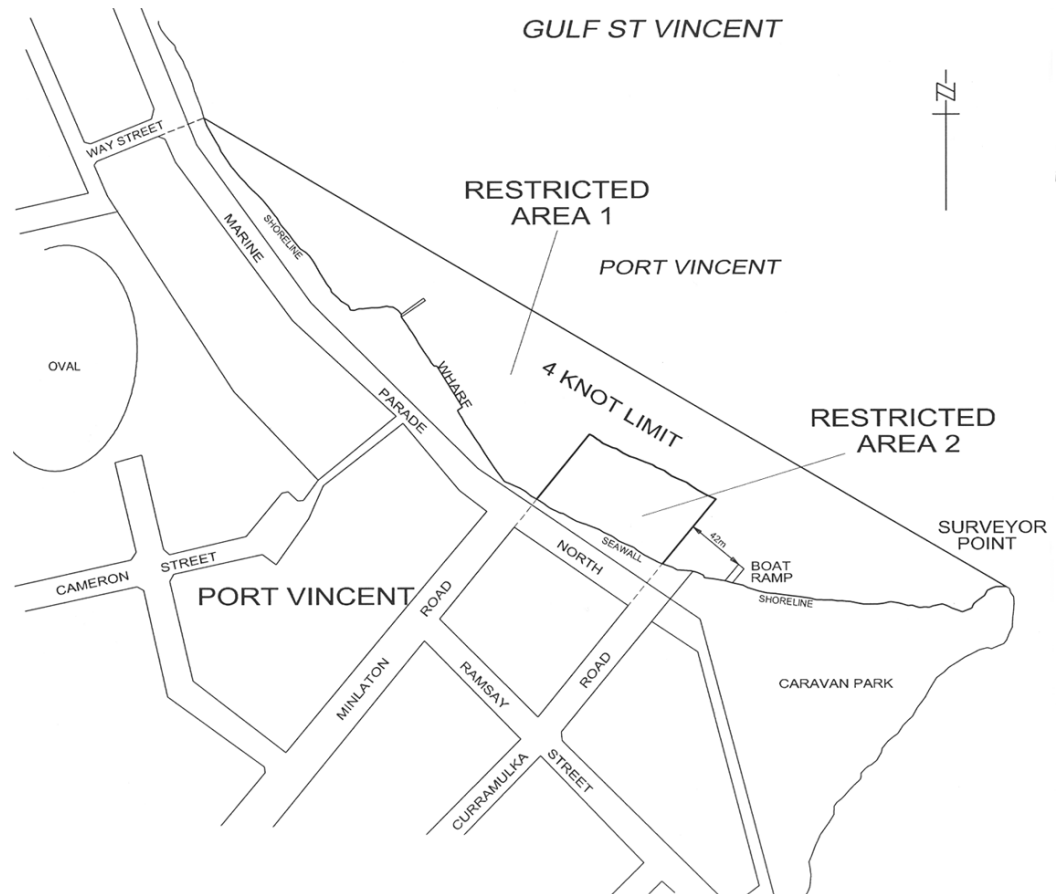 GULF ST VINCENT
N
WAY STREET
RESTRICTED
AREA 1
MARINE
SHORELINE
PORT VINCENT
OVAL
WHARF
4 KNOT LIMIT
PARADE
RESTRICTED
AREA 2
SURVEYOR
POINT
42m
SEAWALL
NORTH
BOAT
RAMP
SHORELINE
CAMERON
STREET
PORT VINCENT
ROAD
MINLATON
RAMSAY
STREET
ROAD
CURRAMULKA
CARAVAN PARK